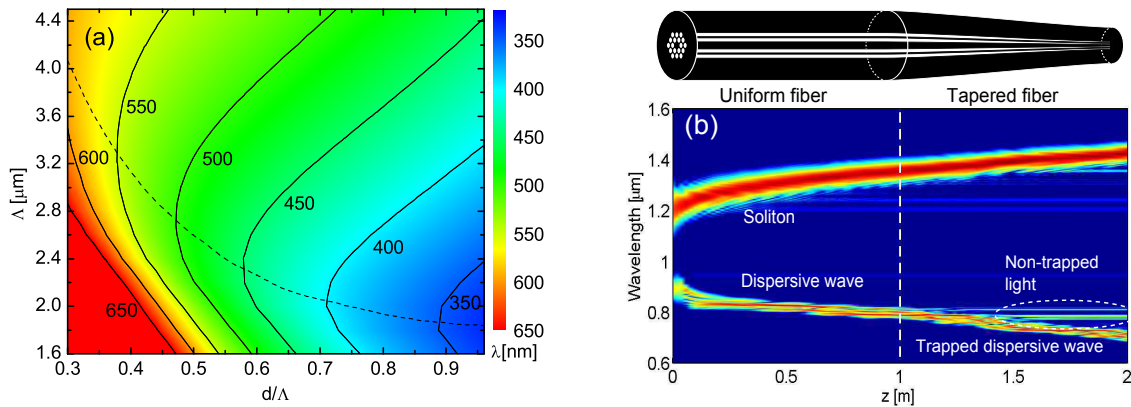 (a)
4.5
4.0
3.6
3.2
2.8
2.4
2.0
1.6
Λ [μm]
0.3 0.4 0.5 0.6 0.7 0.8 0.9
d/Λ
550
600
500
450
400
350
650
350
400
450
500
550
600
650
λ[nm]
Uniform fiber Tapered fiber
(b)
1.6
1.4
1.2
1
0.8
0.6
Wavelength [μm]
Soliton
Dispersive wave
Non-trapped
light
Trapped dispersive wave
0 0.5 1 1.5 2
z [m]